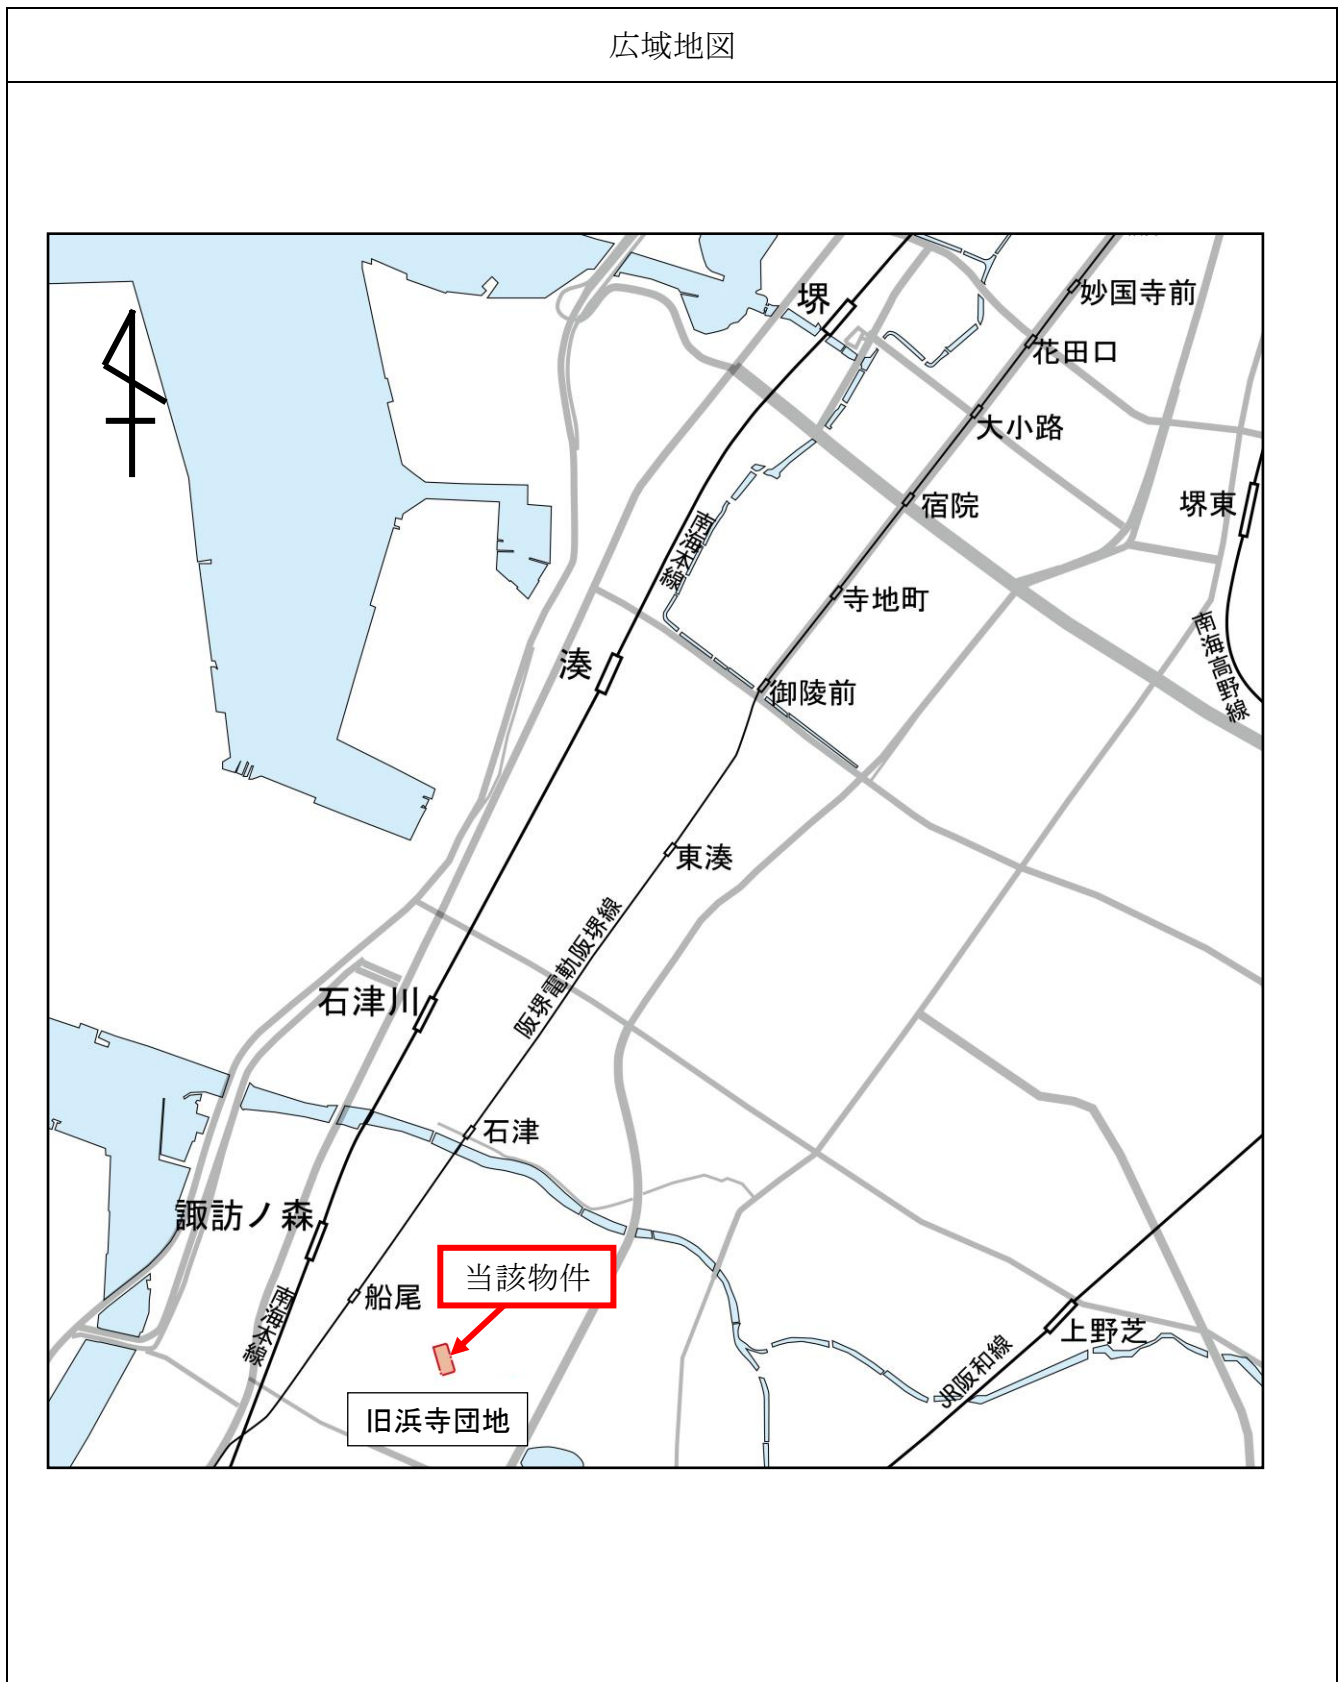 広域地図
堺
妙国寺前
花田口
大小路
宿院
堺東
南海本線
寺地町
南海高野線
湊
御陵前
東湊
阪堺電軌阪堺線
石津川
石津
諏訪ノ森
当該物件
船尾
南海本線
上野芝
JR阪和線
旧浜寺団地